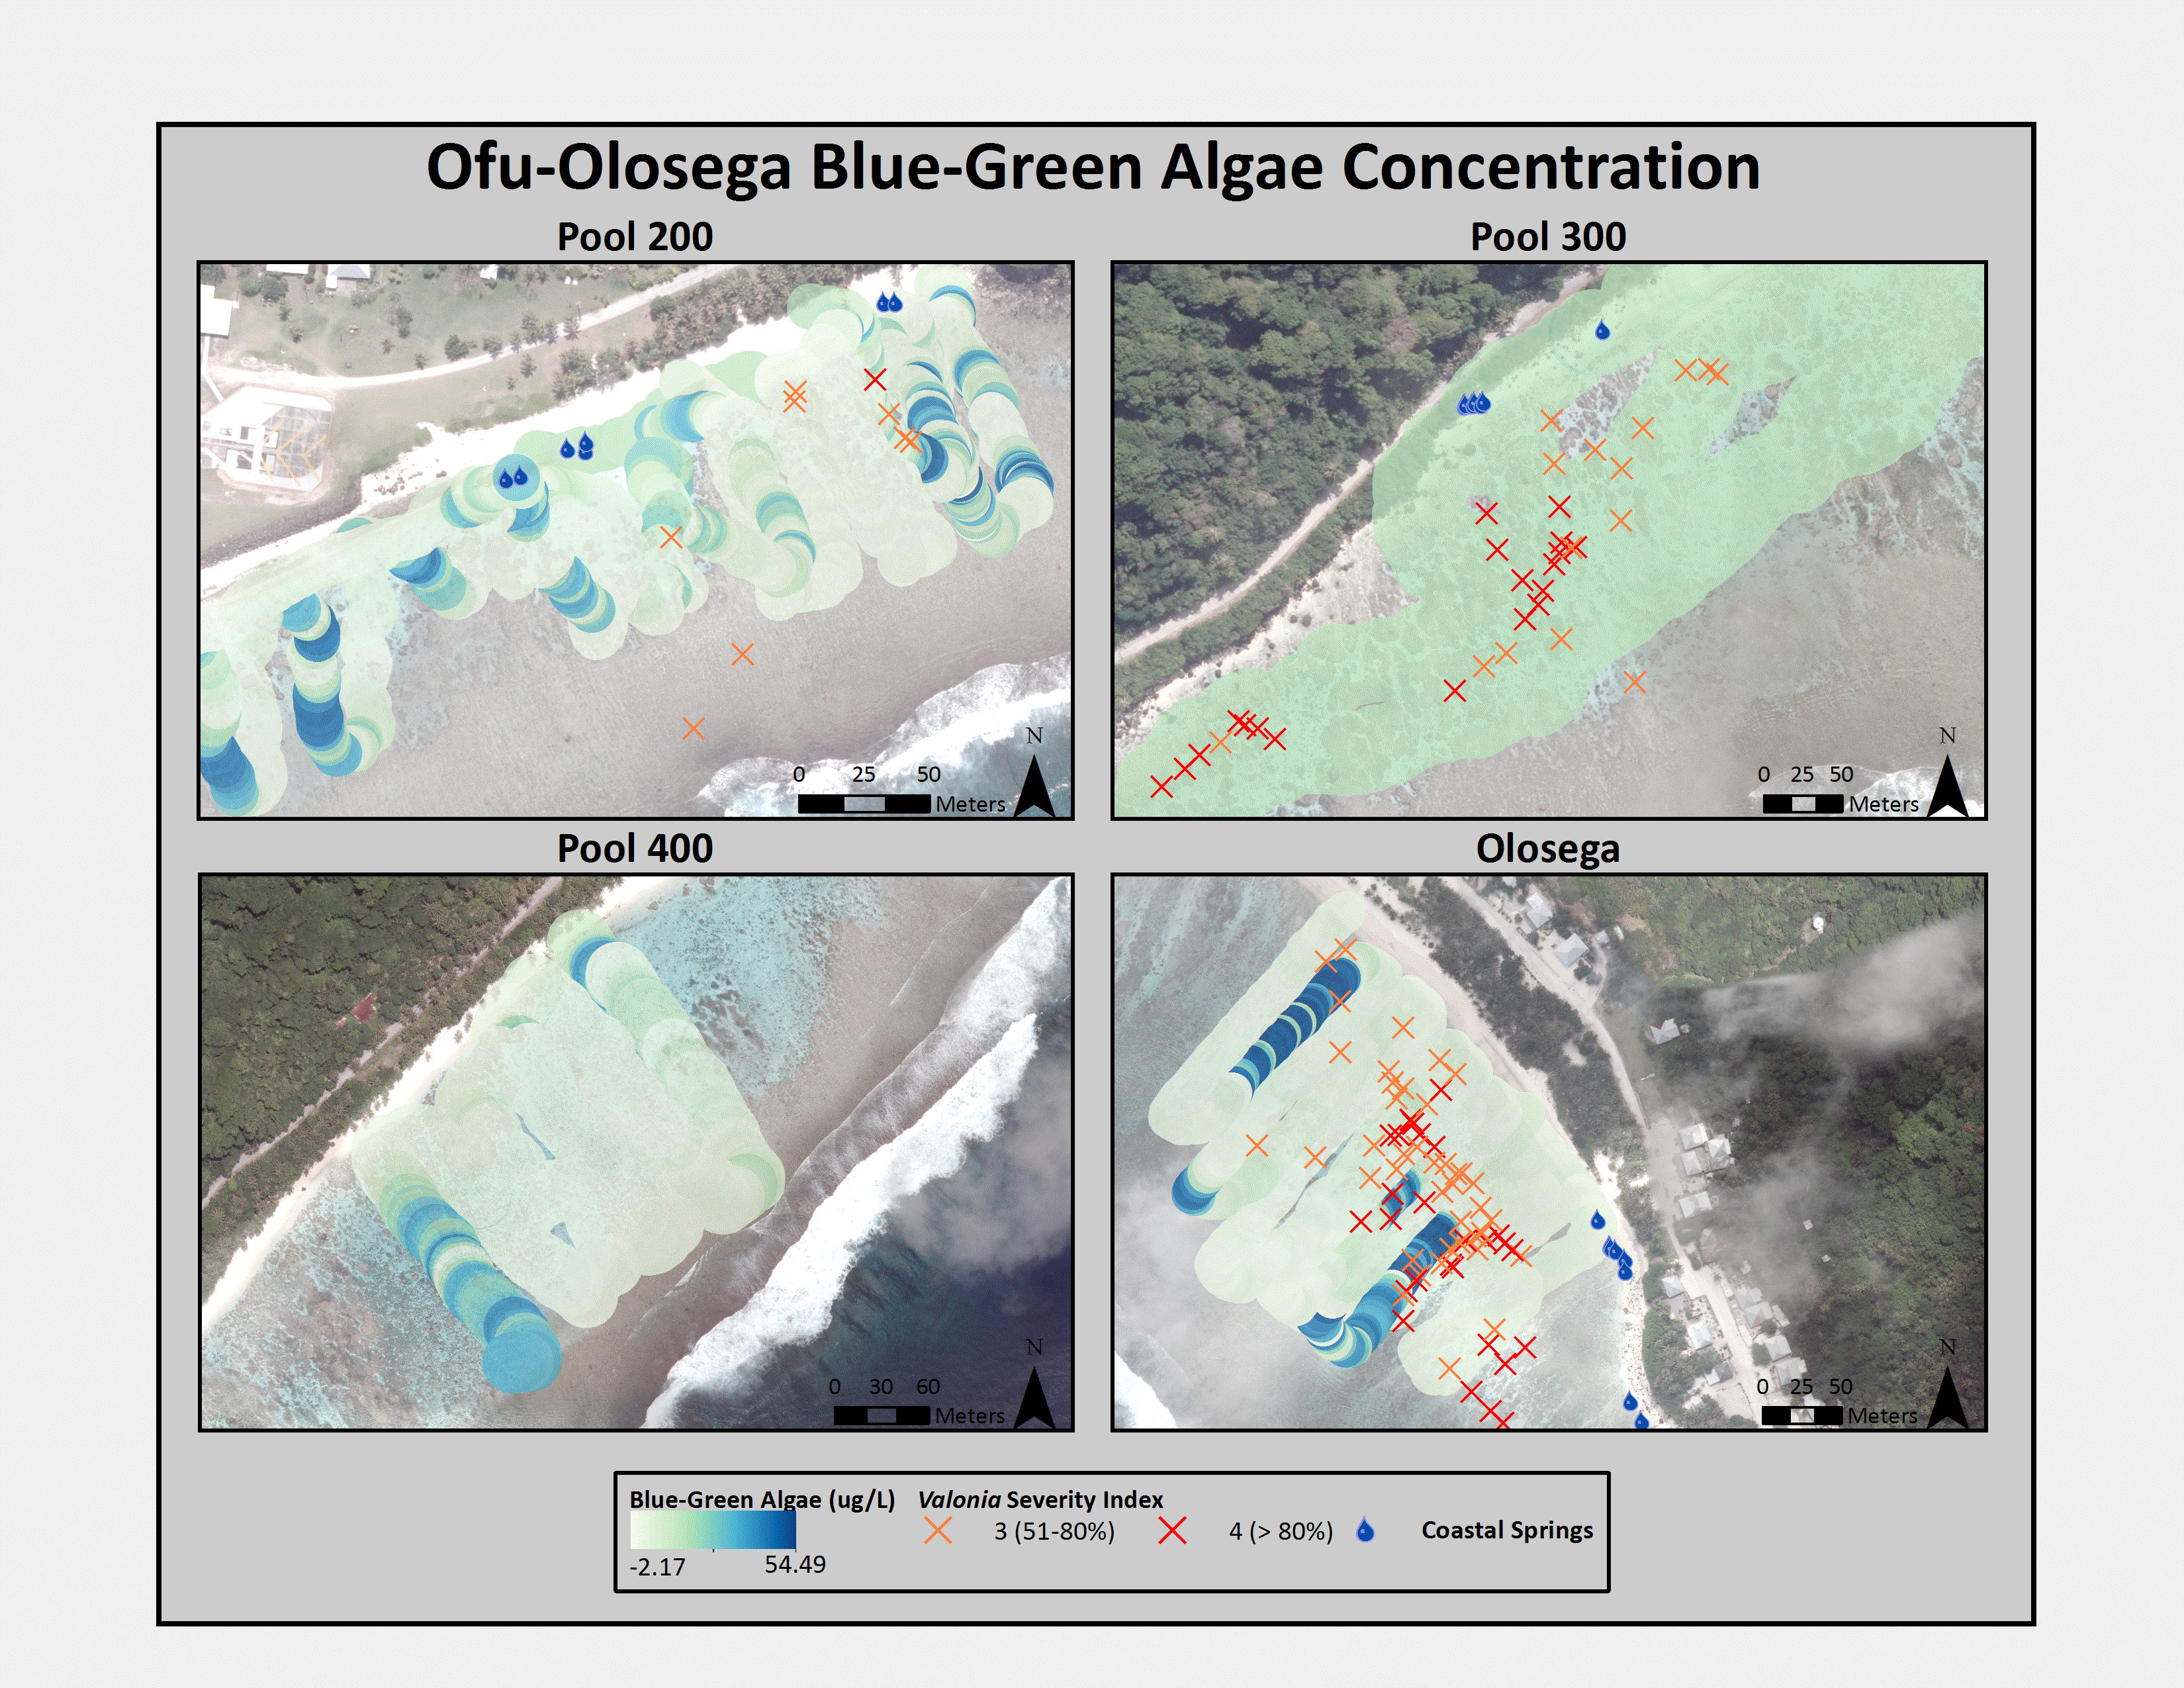 Ofu-Olosega Blue-Green Algae Concentration
Pool 200
Pool 300
N
0 25 50
Meters
N
0 25 50
Meters
Pool 400
Olosega
N
0 30 60
Meters
N
0 25 50
Meters
Blue-Green Algae (ug/L) Valonia Severity Index
3 (51-80%) 4 (> 80%) Coastal Springs
-2.17 54.49